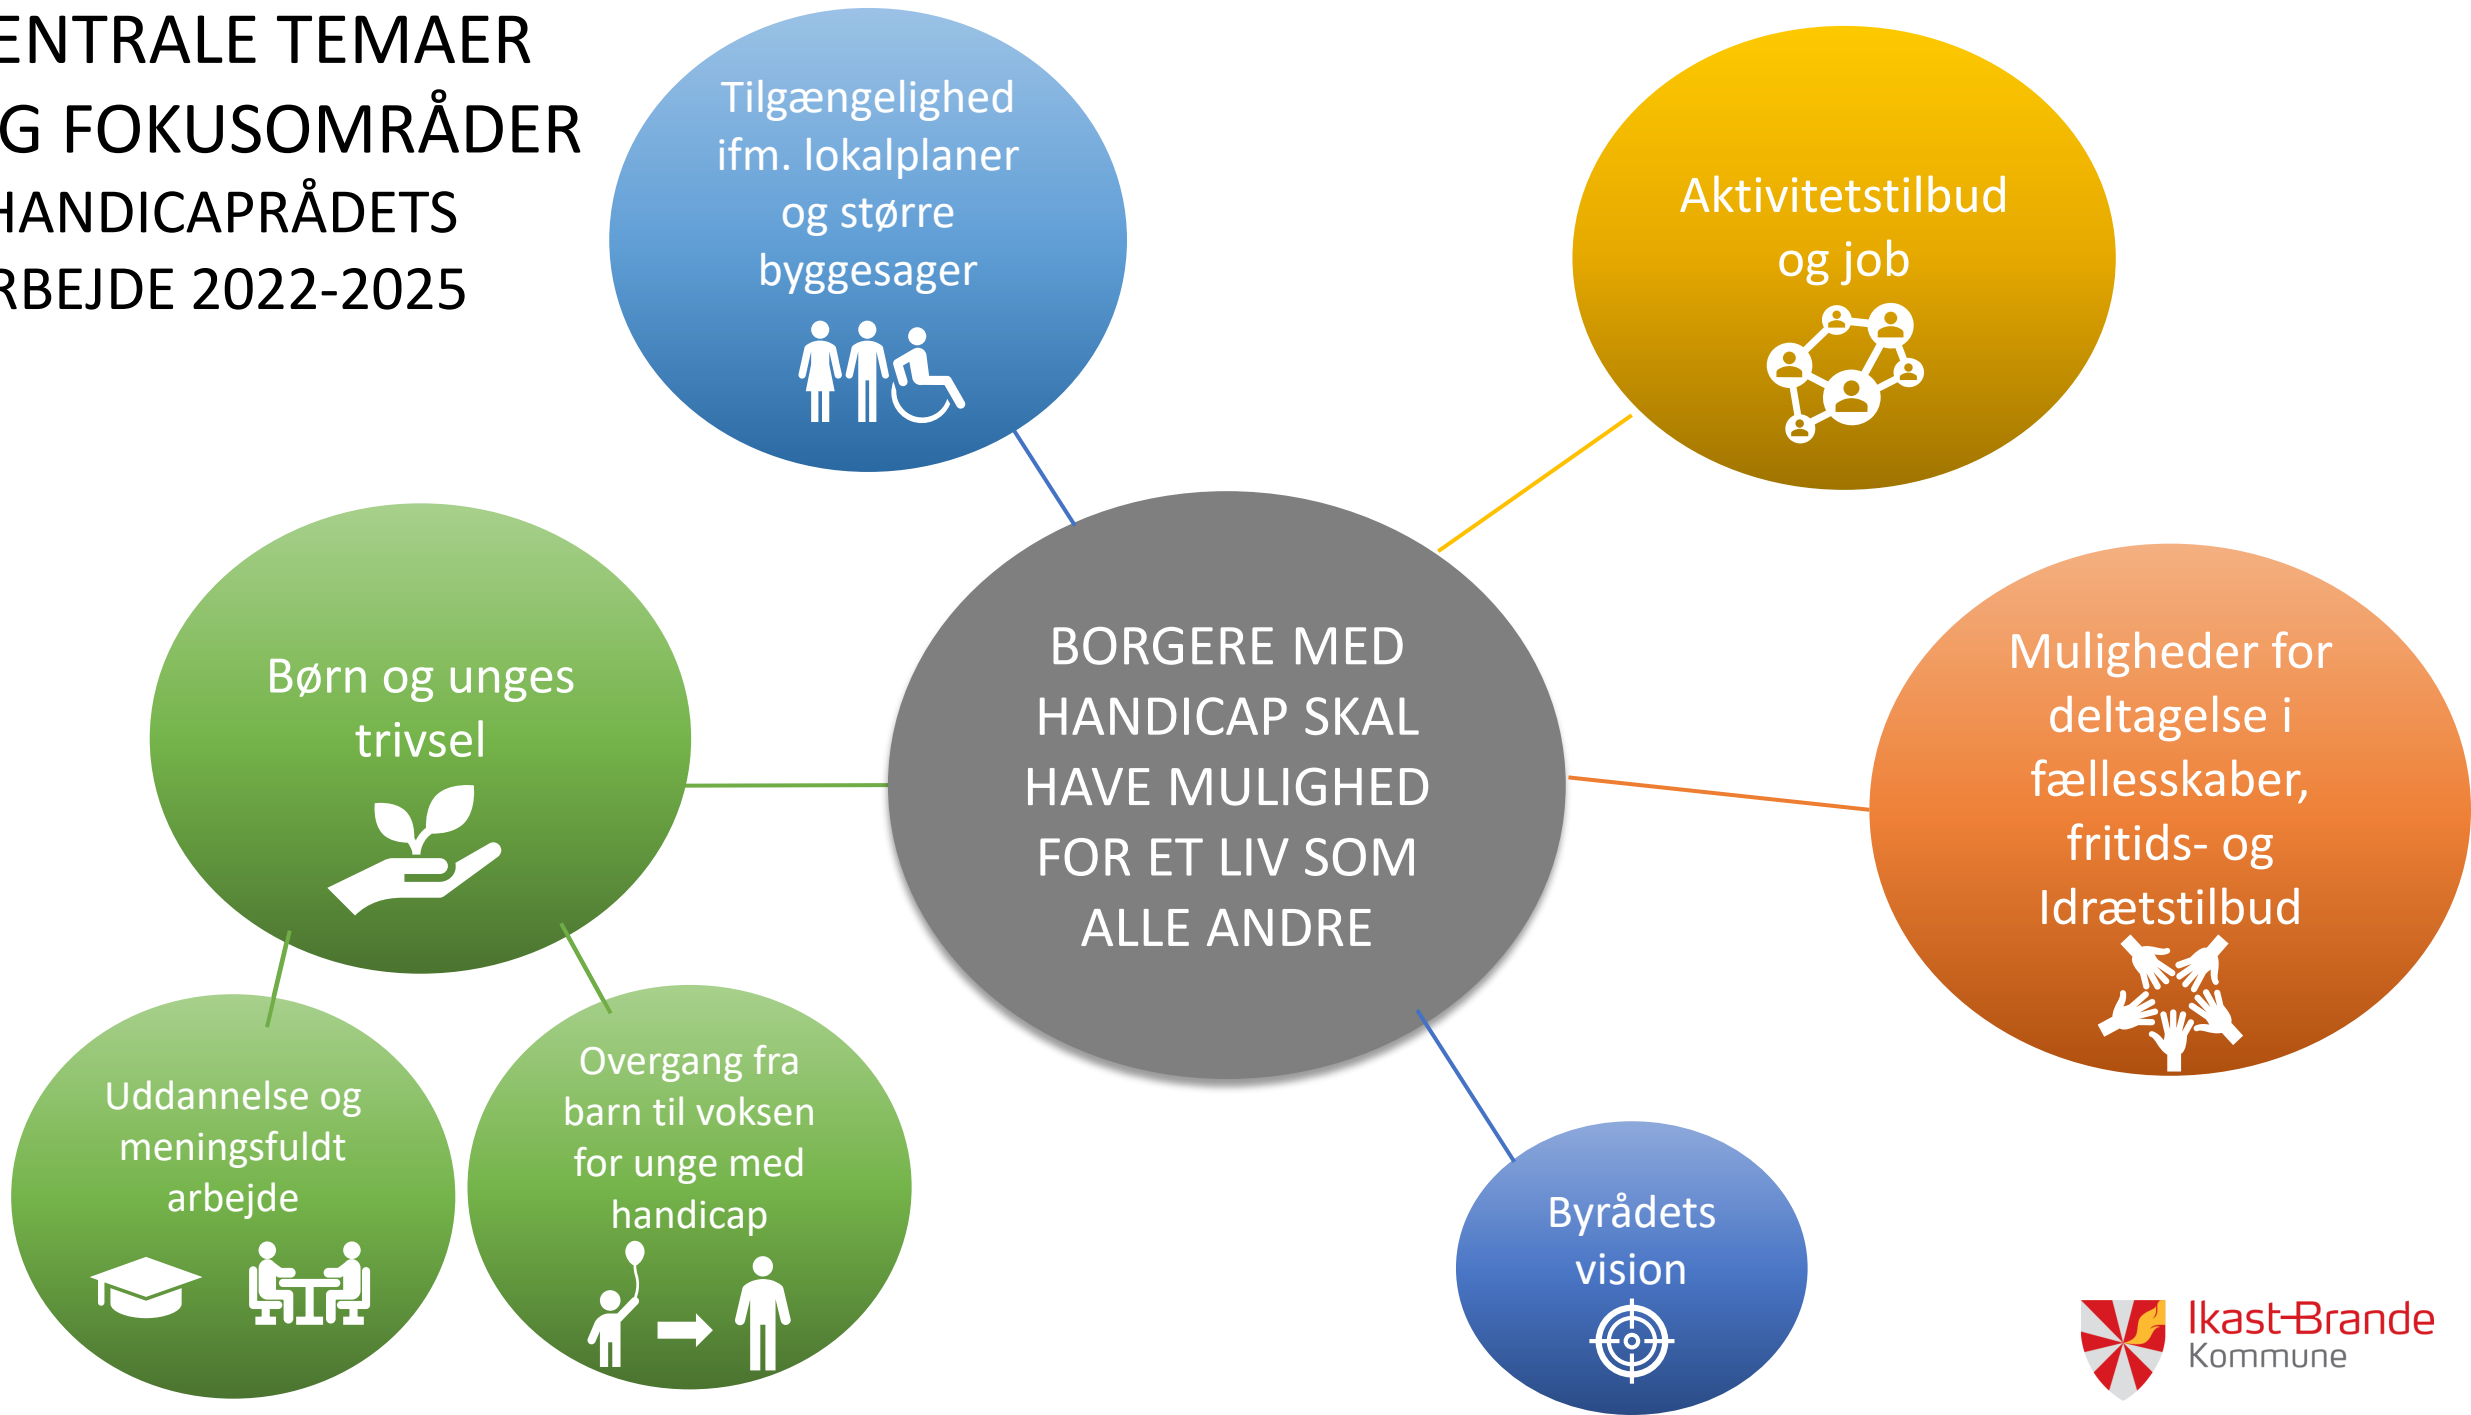 ENTRALE TEMAER
G FOKUSOMRÅDER
HANDICAPRÅDETS
RBEJDE 2022-2025
Tilgængelighed
ifm. lokalplaner
og større
byggesager
Aktivitetstilbud
og job
Børn og unges
trivsel
BORGERE MED
HANDICAP SKAL
HAVE MULIGHED
FOR ET LIV SOM
ALLE ANDRE
Muligheder for
deltagelse i
fællesskaber,
fritids- og
Idrætstilbud
Uddannelse og
meningsfuldt
arbejde
Overgang fra
barn til voksen
for unge med
handicap
Byrådets
vision
Ikast-Brande
Kommune